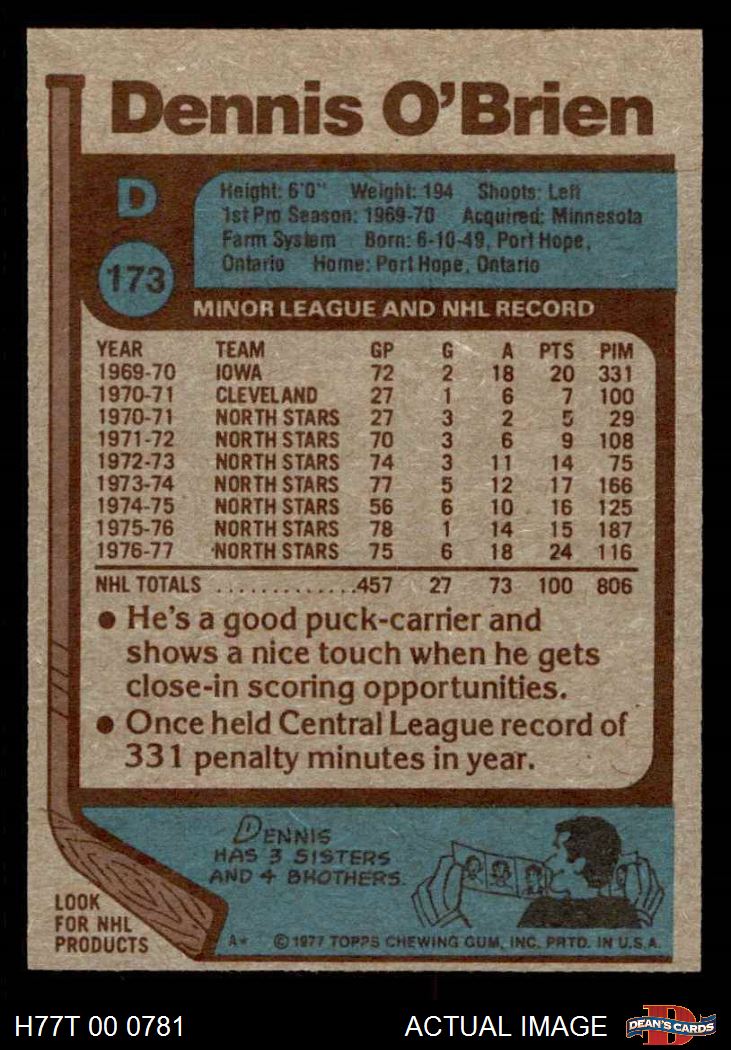 Dennis O'Brien
D
173
Height: 6'0" Weight: 194 Shoots: Left
1st Pro Season: 1969-70 Acquired: Minnesota
Farm System Born: 6-10-49, Port Hope,
Ontario Home: Port Hope, Ontario
MINOR LEAGUE AND NHL RECORD
YEAR TEAM GP G A PTS PIM
1969-70 IOWA 72 2 18 20 331
1970-71 CLEVELAND 27 1 6 7 100
1970-71 NORTH STARS 27 3 2 5 29
1971-72 NORTH STARS 70 3 6 9 108
1972-73 NORTH STARS 74 3 11 14 75
1973-74 NORTH STARS 77 5 12 17 166
1974-75 NORTH STARS 56 6 10 16 125
1975-76 NORTH STARS 78 1 14 15 187
1976-77 NORTH STARS 75 6 18 24 116
NHL TOTALS .............457 27 73 100 806
● He's a good puck-carrier and
shows a nice touch when he gets
close-in scoring opportunities.
● Once held Central League record of
331 penalty minutes in year.
DENNIS
HAS 3 SISTERS
AND 4 BROTHERS.
LOOK
FOR NHL
PRODUCTS
A* © 1977 TOPPS CHEWING GUM, INC. PRTD. IN U.S.A.
H77T 00 0781 ACTUAL IMAGE
D
DEAN'S CARDS